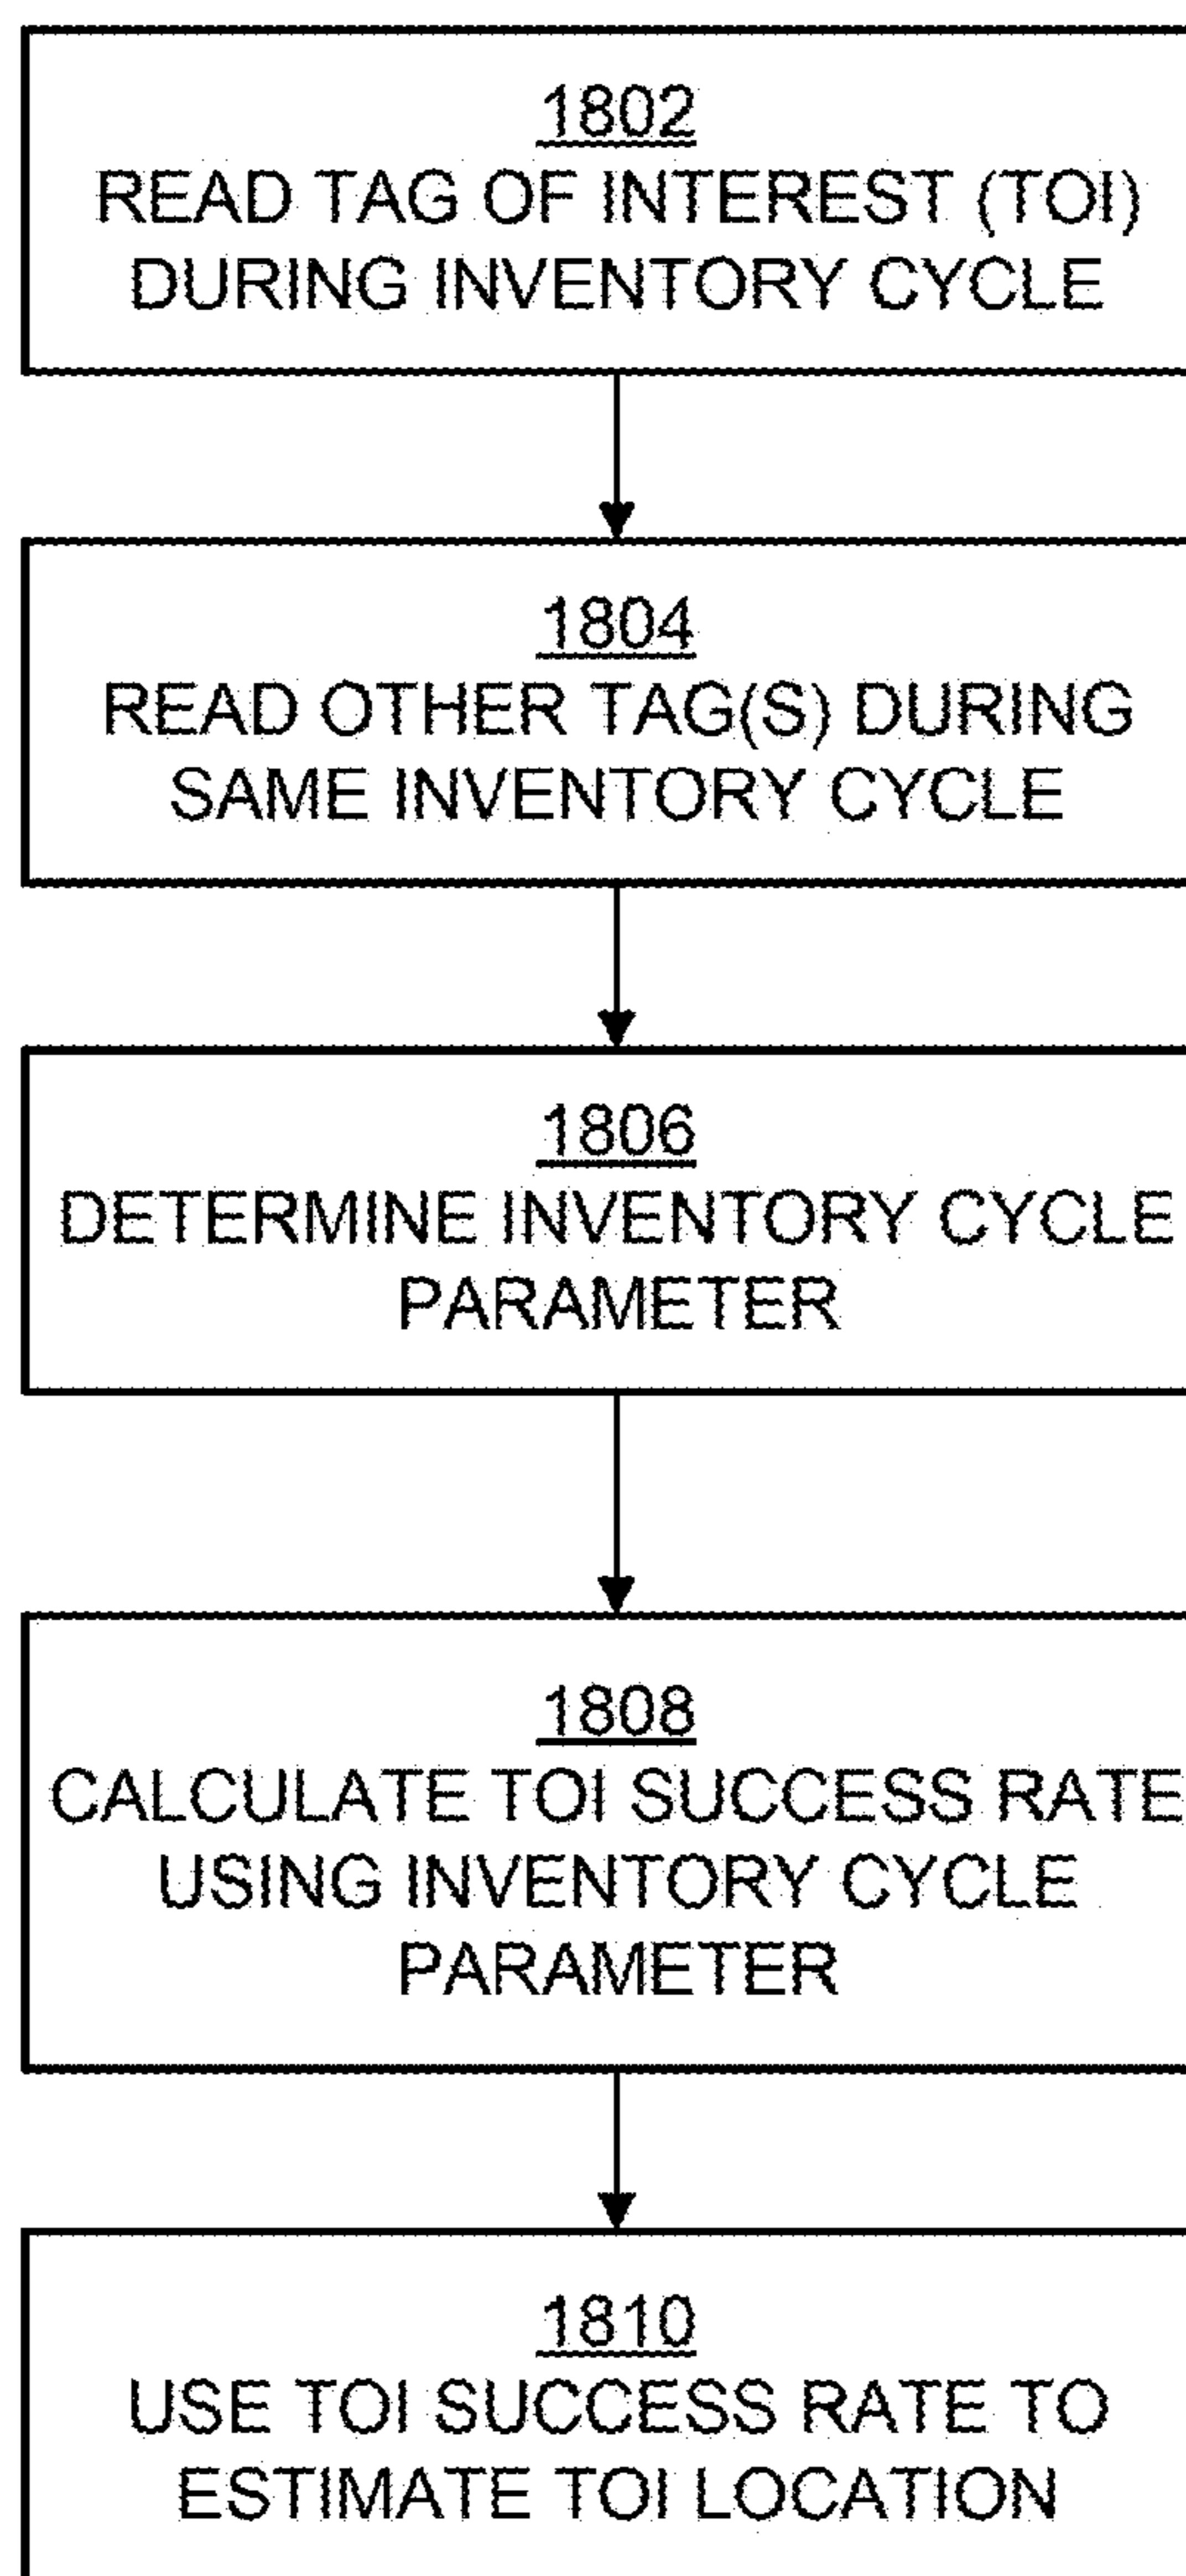 1802
READ TAG OF INTEREST (TOI)
DURING INVENTORY CYCLE
1804
READ OTHER TAG(S) DURING
SAME INVENTORY CYCLE
1806
DETERMINE INVENTORY CYCLE
PARAMETER
1808
CALCULATE TOI SUCCESS RATE
USING INVENTORY CYCLE
PARAMETER
1810
USE TOI SUCCESS RATE TO
ESTIMATE TOI LOCATION